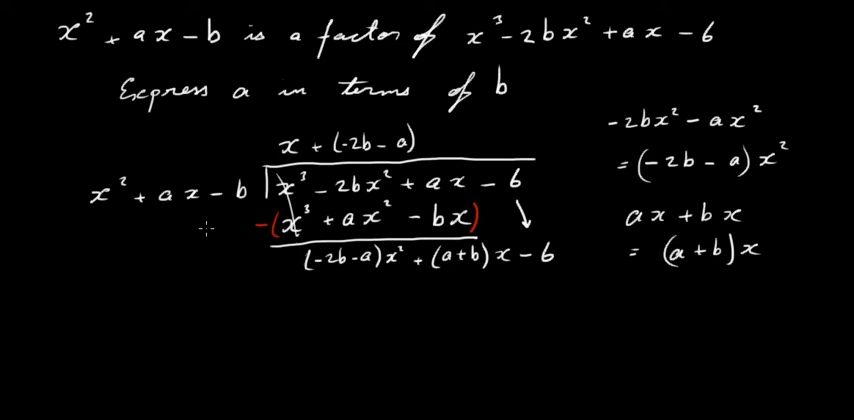 x² + ax - b is a factor of x³ - 2bx² + ax - 6
Express a in terms of b
x + (-2b - a)
x² + ax - b x³ - 2bx² + ax - 6
-(x³ + ax² - bx)
(-2b-a)x² + (a+b)x - 6
-2bx² - ax²
= (-2b - a)x²
ax + bx
= (a+b)x